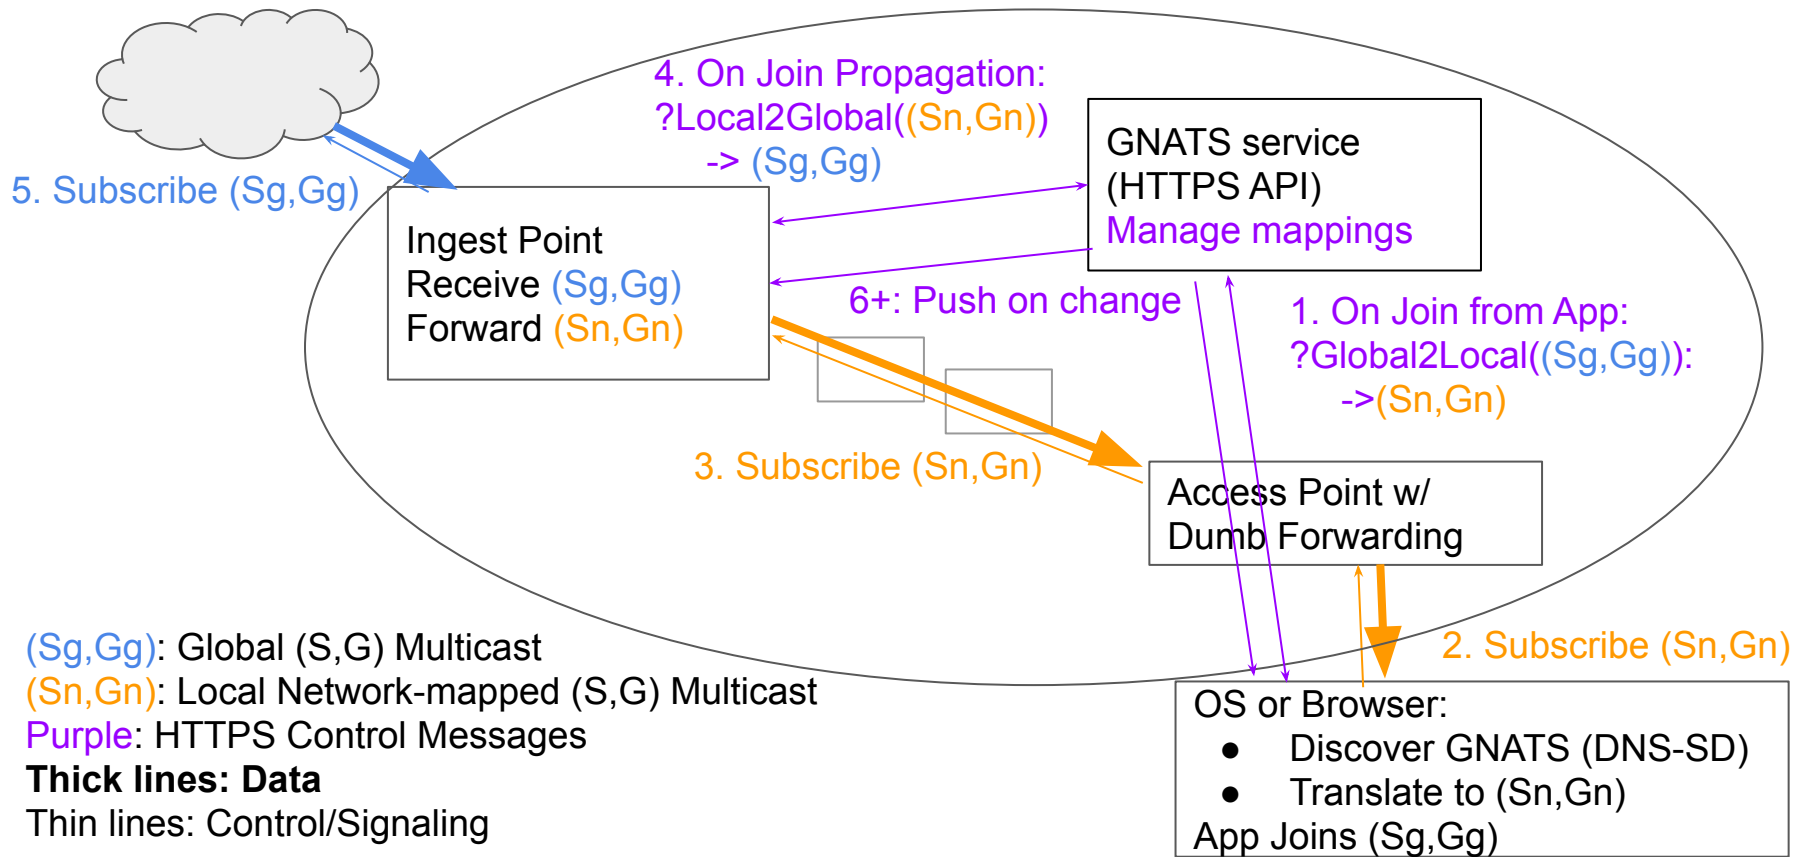 4. On Join Propagation:
?Local2Global((Sn,Gn))
-> (Sg,Gg)
GNATS service
(HTTPS API)
Manage mappings
5. Subscribe (Sg,Gg)
Ingest Point
Receive (Sg,Gg)
Forward (Sn,Gn)
6+: Push on change
1. On Join from App:
?Global2Local((Sg,Gg)):
->(Sn,Gn)
3. Subscribe (Sn,Gn)
Access Point w/
Dumb Forwarding
2. Subscribe (Sn,Gn)
(Sg,Gg): Global (S,G) Multicast
(Sn,Gn): Local Network-mapped (S,G) Multicast
Purple: HTTPS Control Messages
Thick lines: Data
Thin lines: Control/Signaling
OS or Browser:
● Discover GNATS (DNS-SD)
● Translate to (Sn,Gn)
App Joins (Sg,Gg)